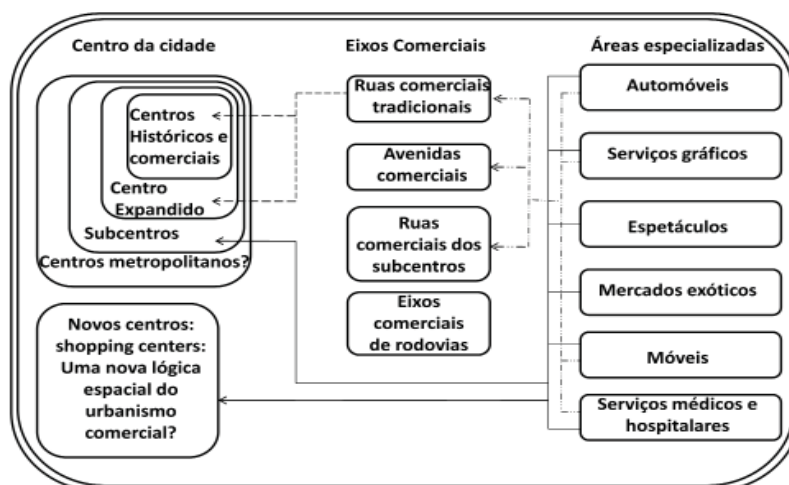 Centro da cidade
Centros
Históricos e
comerciais
Centro
Expandido
Subcentros
Centros metropolitanos?
Novos centros:
shopping centers:
Uma nova lógica
espacial do
urbanismo
comercial?
Eixos Comerciais
Ruas comerciais
tradicionais
Avenidas
comerciais
Ruas
comerciais dos
subcentros
Eixos
comerciais
de rodovias
Áreas especializadas
Automóveis
Serviços gráficos
Espetáculos
Mercados exóticos
Móveis
Serviços médicos e
hospitalares